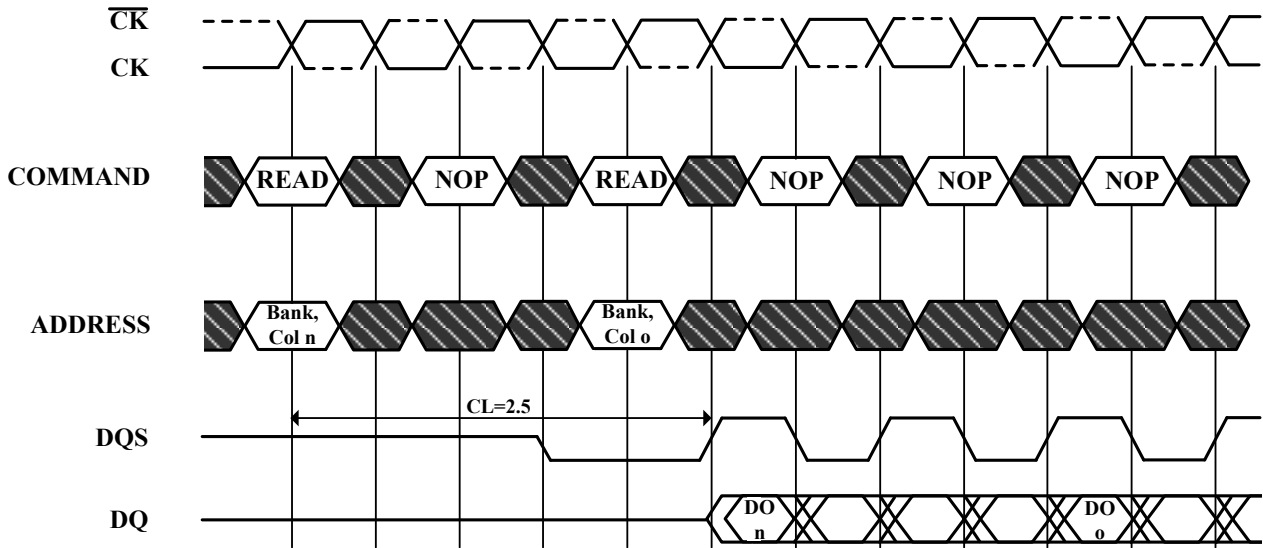 CK
CK
COMMAND READ NOP READ NOP NOP NOP
ADDRESS Bank, Col n Bank, Col o
CL=2.5
DQS
DQ DO n DO o